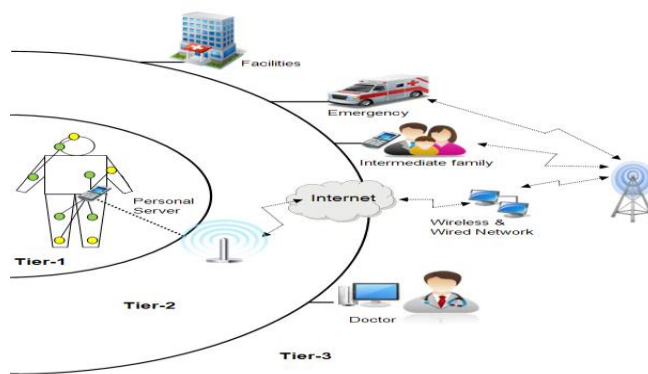 Facilities
Emergency
Intermediate family
Personal
Server
Internet
Wireless &
Wired Network
Tier-1
Tier-2
Doctor
Tier-3